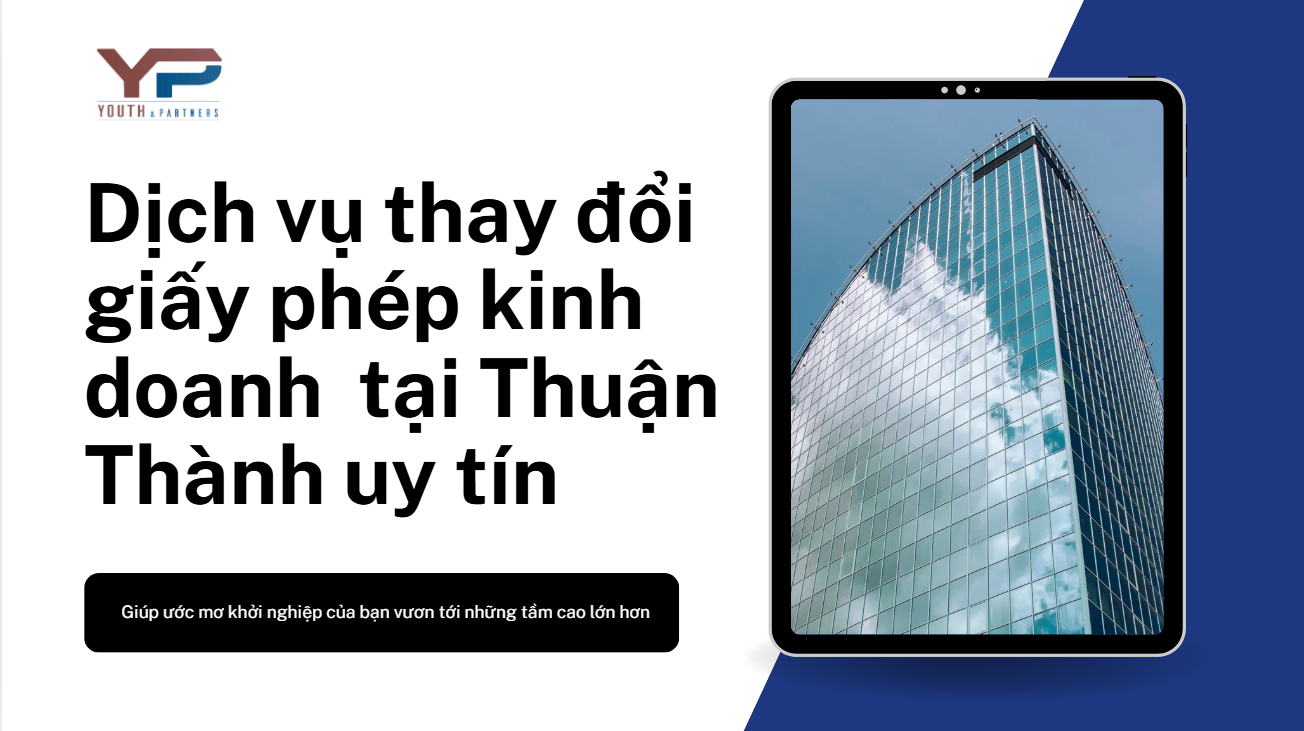 YP
YOUTH & PARTNERS
Dịch vụ thay đổi
giấy phép kinh
doanh tại Thuận
Thành uy tín
Giúp ước mơ khởi nghiệp của bạn vươn tới những tầm cao lớn hơn